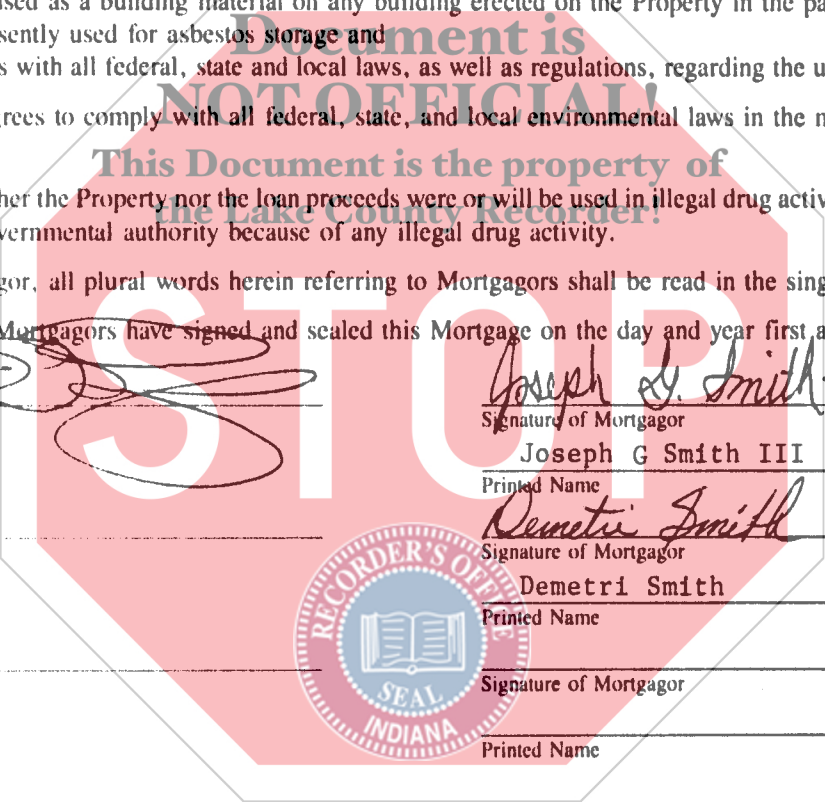 used as a building material on any building erected on the Property in the pa
Document is
sently used for asbestos storage and
s with all federal, state and local laws, as well as regulations, regarding the u
NOT OFFICIAL!
rees to comply with all federal, state, and local environmental laws in the
This Document is the property of
her the Property nor the loan proceeds were or will be used in illegal drug activ
the Lake County Recorder!
vernmental authority because of any illegal drug activity.
gor, all plural words herein referring to Mortgagors shall be read in the sing
Mortgagors have signed and sealed this Mortgage on the day and year first a
STOP
Joseph G. Smith
Signature of Mortgagor
Joseph G Smith III
Printed Name
Demetri Smith
Signature of Mortgagor
Demetri Smith
Printed Name
Signature of Mortgagor
Printed Name
RECORDER'S OFFICE
SEAL
INDIANA